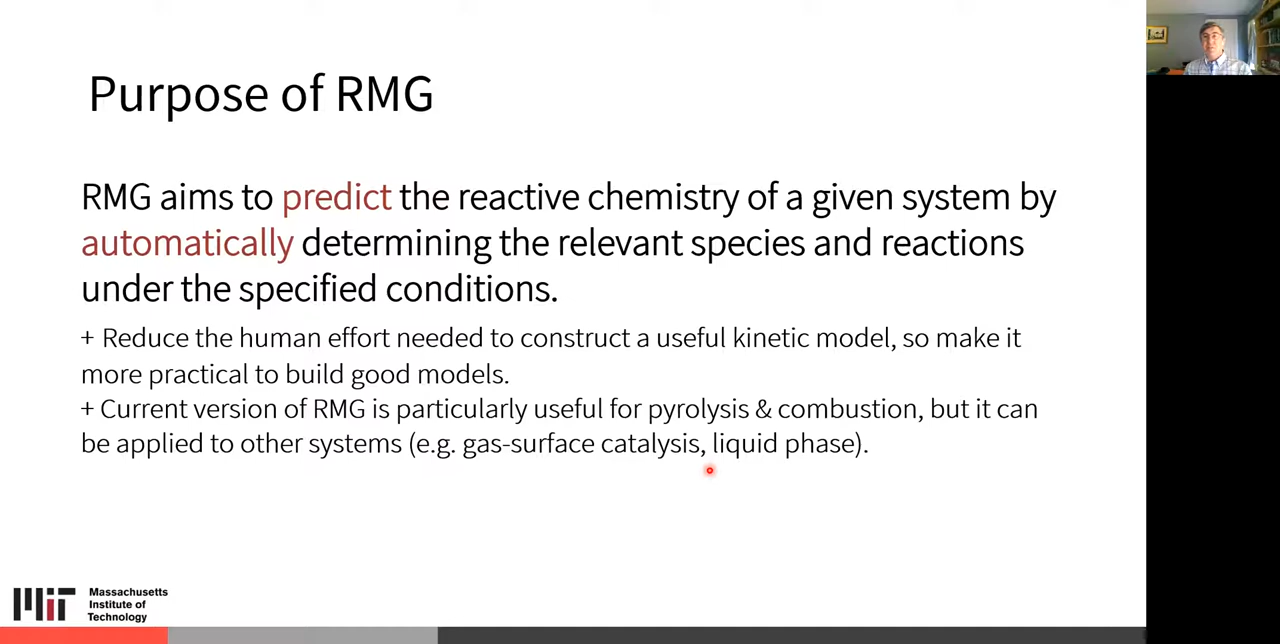 Purpose of RMG
RMG aims to predict the reactive chemistry of a given system by
automatically determining the relevant species and reactions
under the specified conditions.
+ Reduce the human effort needed to construct a useful kinetic model, so make it
more practical to build good models.
+ Current version of RMG is particularly useful for pyrolysis & combustion, but it can
be applied to other systems (e.g. gas-surface catalysis, liquid phase).
MIT
Massachusetts
Institute of
Technology